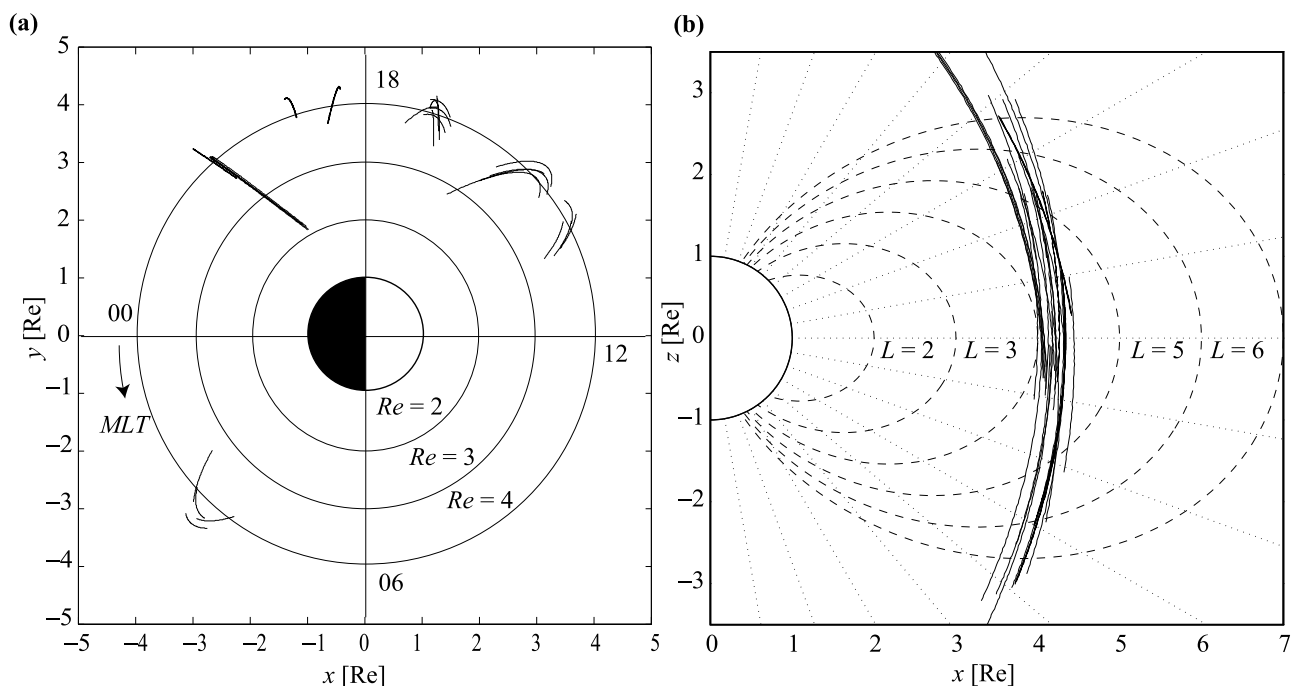 (a)
5
4
3
2
1
0
−1
−2
−3
−4
−5
y [Re]
18
00
12
MLT
Re = 2
Re = 3
Re = 4
06
−5 −4 −3 −2 −1 0 1 2 3 4 5
x [Re]
(b)
3
2
1
0
−1
−2
−3
z [Re]
L = 2 L = 3 L = 5 L = 6
0 1 2 3 4 5 6 7
x [Re]